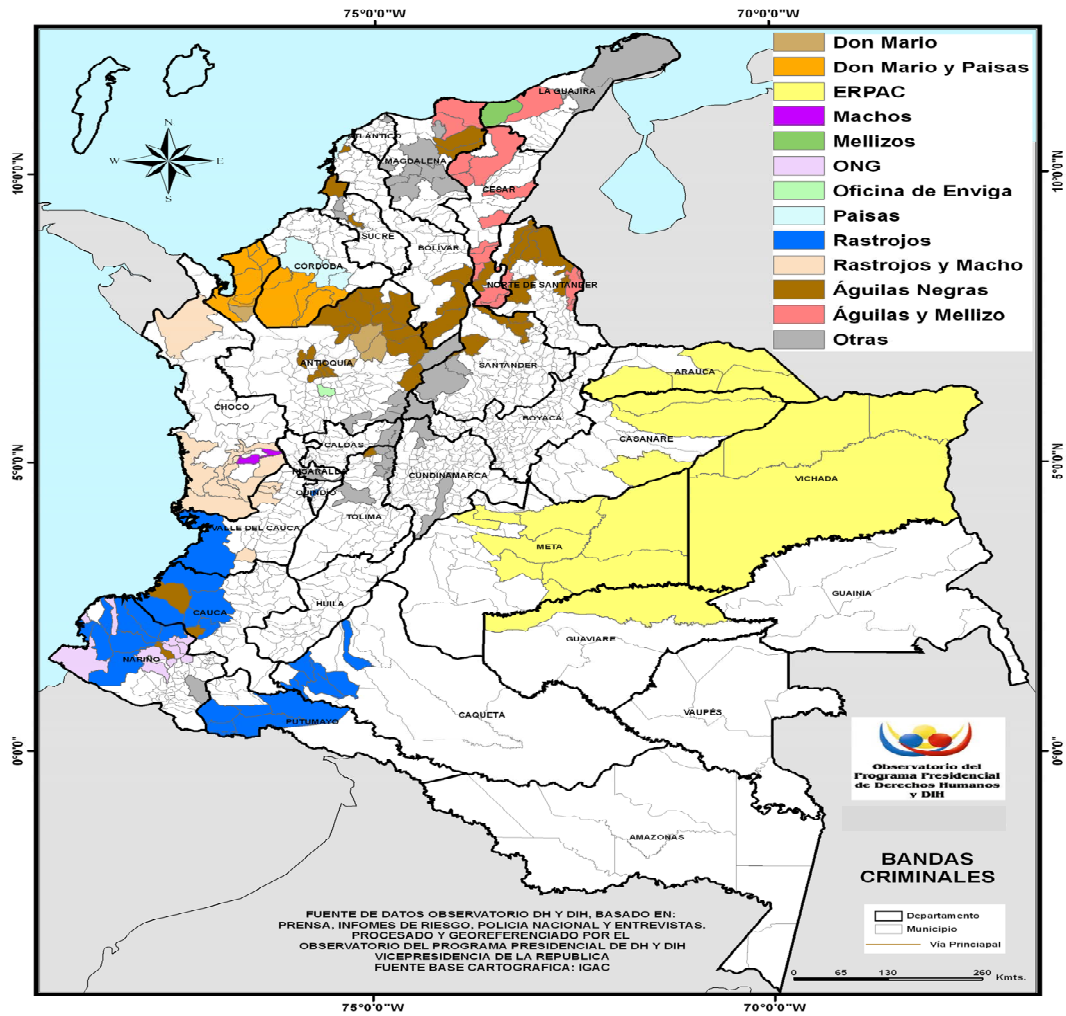 75°0'0"W
70°0'0"W
Don Mario
Don Mario y Paisas
ERPAC
Machos
Mellizos
ONG
Oficina de Enviga
Paisas
Rastrojos
Rastrojos y Macho
Águilas Negras
Águilas y Mellizo
Otras
N
W
E
S
10°0'0"N
10°0'0"N
LA GUAJIRA
MAGDALENA
CESAR
SUCRE
BOLIVAR
CORDOBA
NORTE DE SANTANDER
ANTIOQUIA
SANTANDER
ARAUCA
CHOCO
BOYACA
CASANARE
5°0'0"N
5°0'0"N
CALDAS
CUNDINAMARCA
VICHADA
TOLIMA
VALLE DEL CAUCA
META
GUAINIA
HUILA
CAUCA
GUAVIARE
NARIÑO
CAQUETA
VAUPÉS
PUTUMAYO
0°0'0"
0°0'0"
AMAZONAS
Observatorio del
Programa Presidencial
de Derechos Humanos
y DIH
BANDAS
CRIMINALES
Departamento
Municipio
Vía Princiapal
FUENTE DE DATOS OBSERVATORIO DH Y DIH, BASADO EN:
PRENSA, INFOMES DE RIESGO, POLICIA NACIONAL Y ENTREVISTAS.
PROCESADO Y GEOREFERENCIADO POR EL
OBSERVATORIO DEL PROGRAMA PRESIDENCIAL DE DH Y DIH
VICEPRESIDENCIA DE LA REPUBLICA
FUENTE BASE CARTOGRAFICA: IGAC
0 65 130 260 Kmts.
75°0'0"W
70°0'0"W